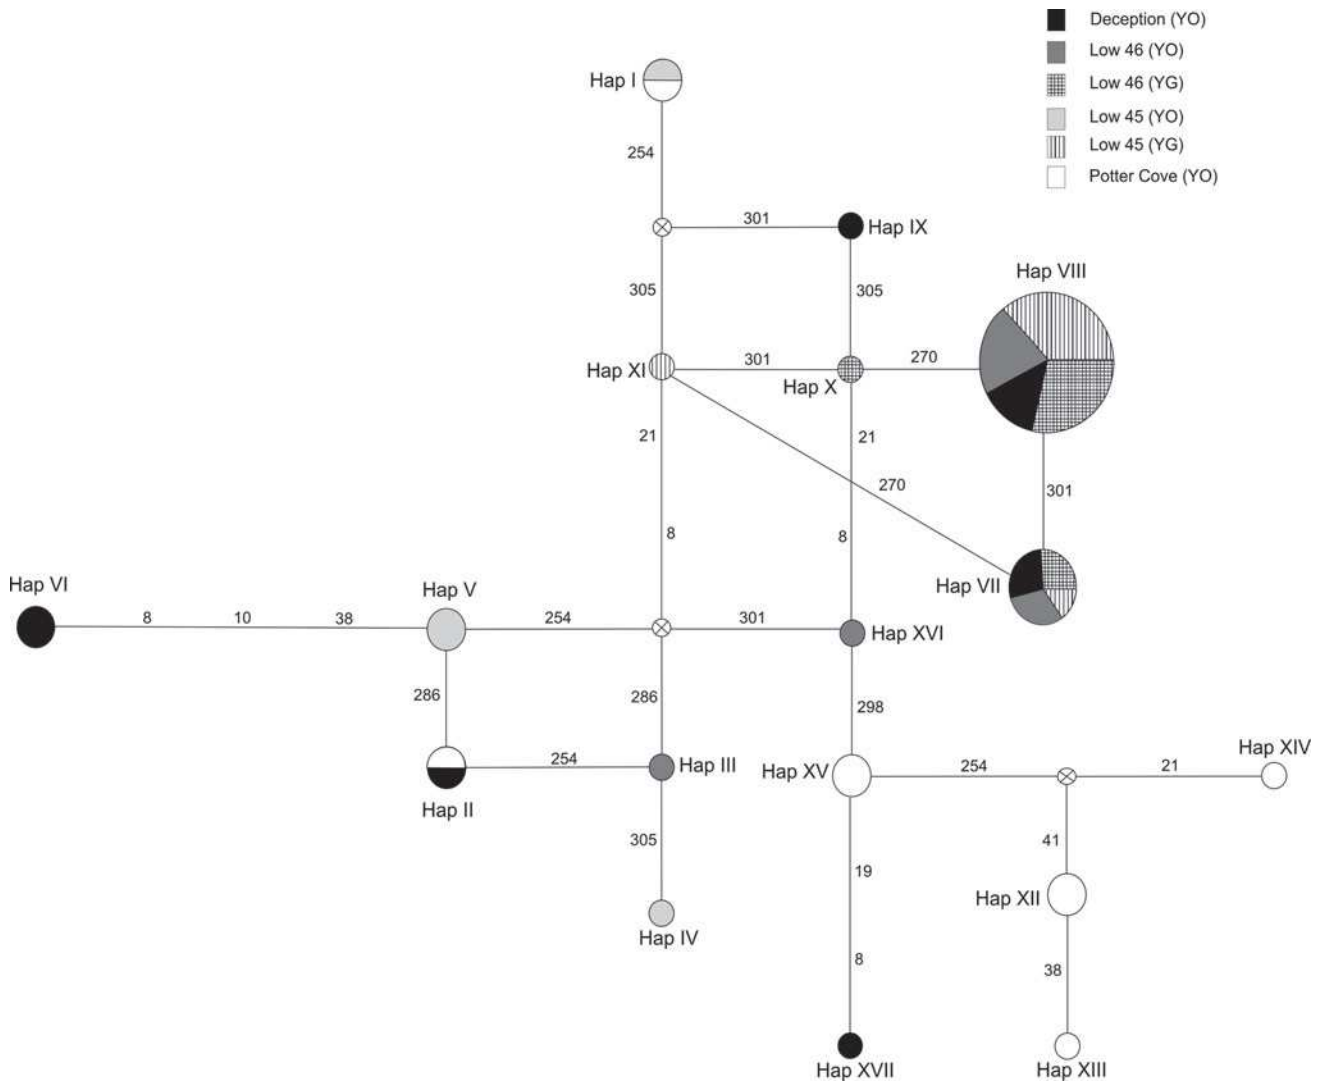 Deception (YO)
Low 46 (YO)
Low 46 (YG)
Low 45 (YO)
Low 45 (YG)
Potter Cove (YO)
Hap I
254
301
Hap IX
305
305
Hap VIII
Hap XI
301
Hap X
270
21
21
270
301
8
8
Hap VII
Hap VI
8
10
38
Hap V
254
301
Hap XVI
286
286
298
254
Hap III
Hap II
Hap XV
254
21
Hap XIV
305
41
19
Hap XII
Hap IV
8
38
Hap XVII
Hap XIII